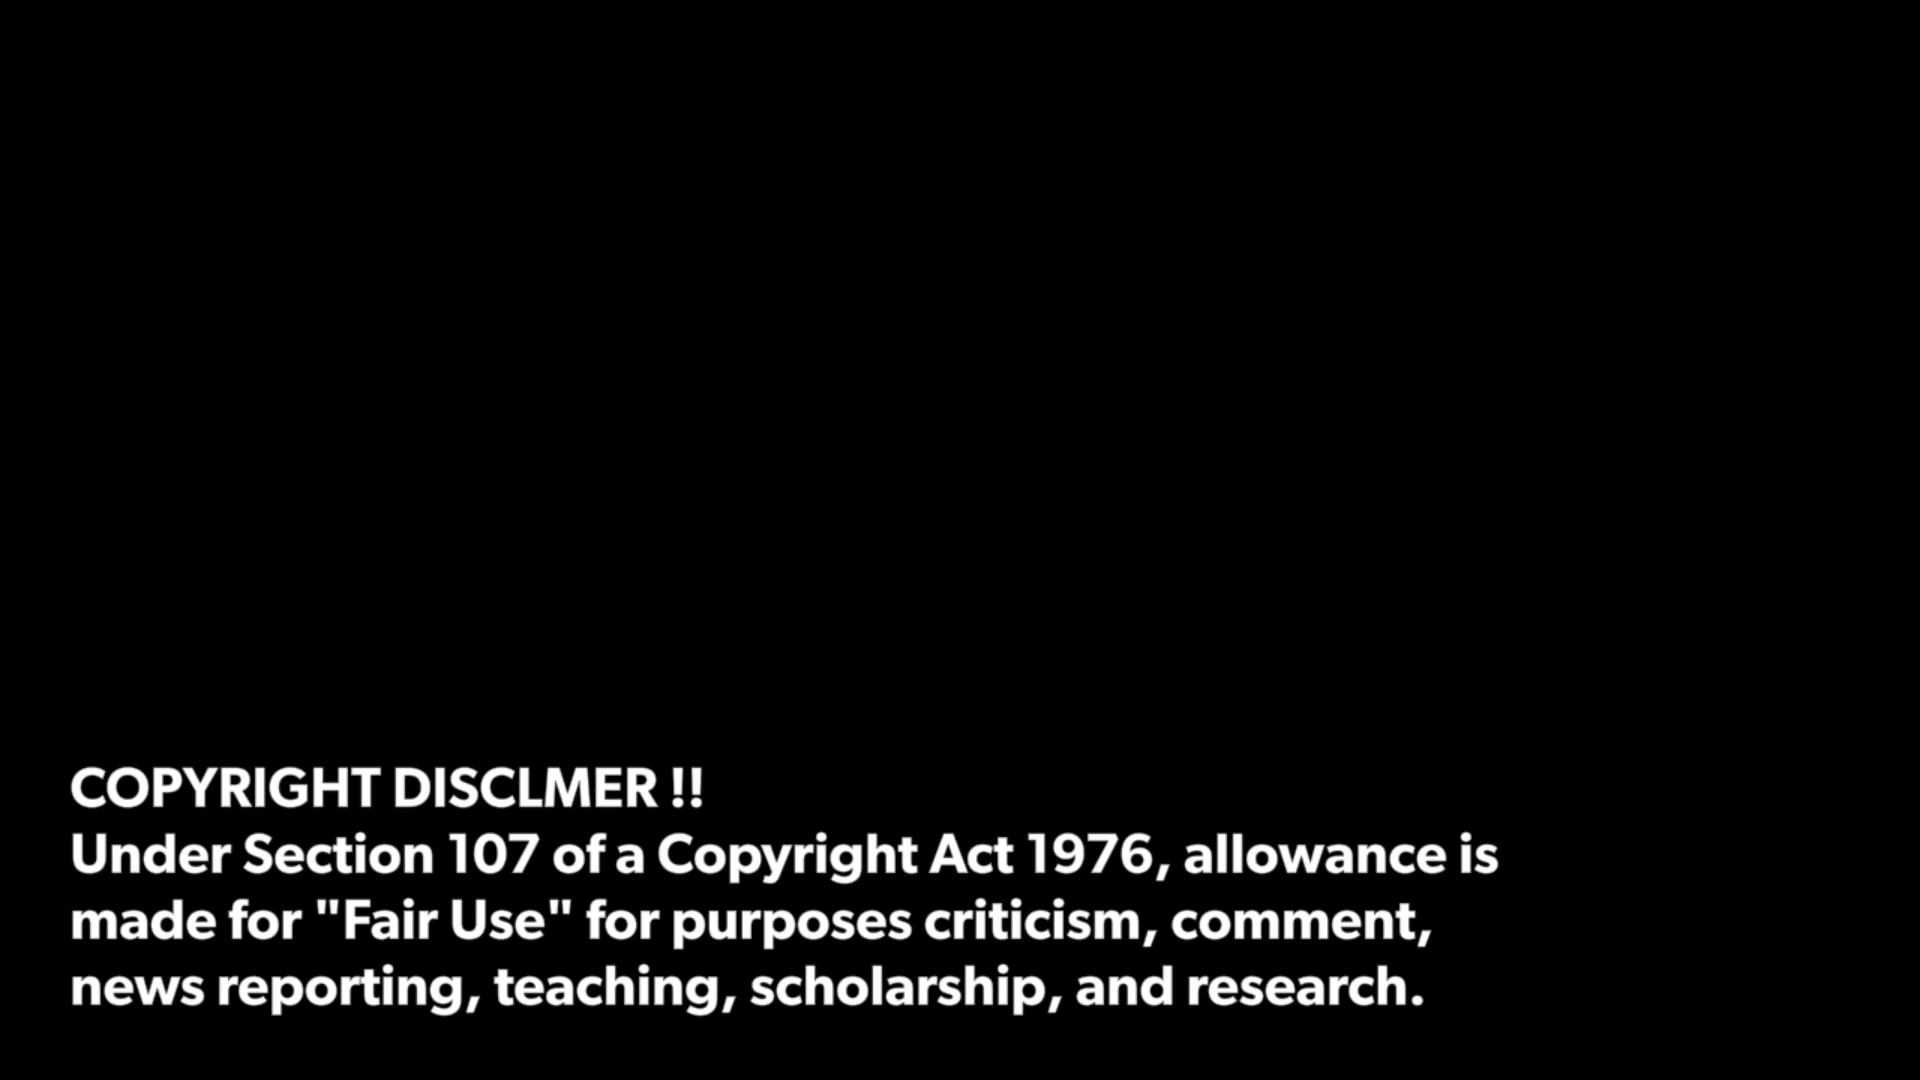 COPYRIGHT DISCLMER !!
Under Section 107 of a Copyright Act 1976, allowance is
made for "Fair Use" for purposes criticism, comment,
news reporting, teaching, scholarship, and research.